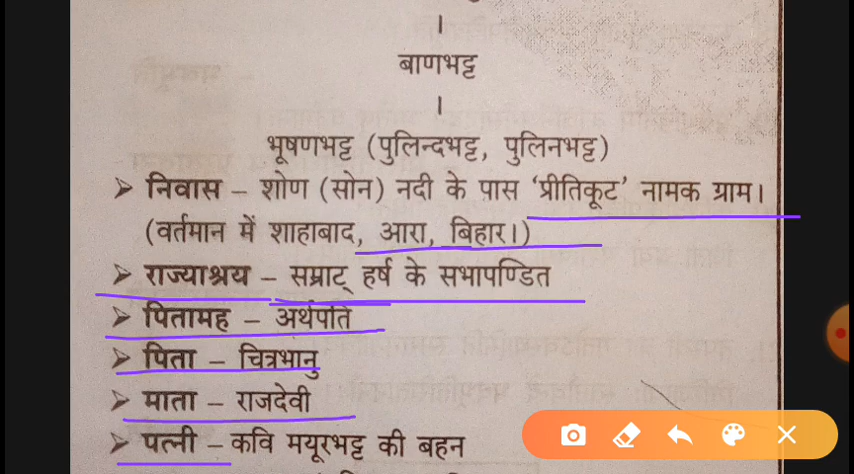 बाणभट्ट
भूषणभट्ट (पुलिन्दभट्ट, पुलिनभट्ट)
➤ निवास – शोण (सोन) नदी के पास ‘प्रीतिकूट’ नामक ग्राम।
(वर्तमान में शाहाबाद, आरा, बिहार।)
➤ राज्याश्रय – सम्राट् हर्ष के सभापण्डित
➤ पितामह – अर्थपति
➤ पिता – चित्रभानु
➤ माता – राजदेवी
➤ पत्नी – कवि मयूरभट्ट की बहन